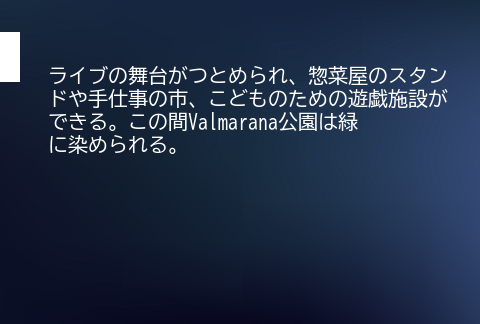 ライブの舞台がつとめられ、惣菜屋のスタン
ドや手仕事の市、こどものための遊戯施設が
できる。この間Valmarana公園は緑
に染められる。